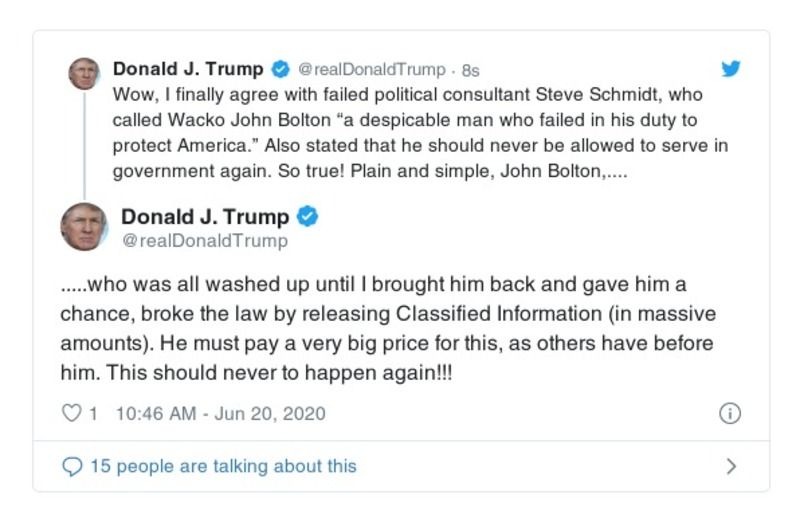 Donald J. Trump @realDonaldTrump · 8s
Wow, I finally agree with failed political consultant Steve Schmidt, who
called Wacko John Bolton “a despicable man who failed in his duty to
protect America.” Also stated that he should never be allowed to serve in
government again. So true! Plain and simple, John Bolton,....
Donald J. Trump
@realDonaldTrump
.....who was all washed up until I brought him back and gave him a
chance, broke the law by releasing Classified Information (in massive
amounts). He must pay a very big price for this, as others have before
him. This should never to happen again!!!
1 10:46 AM - Jun 20, 2020
15 people are talking about this